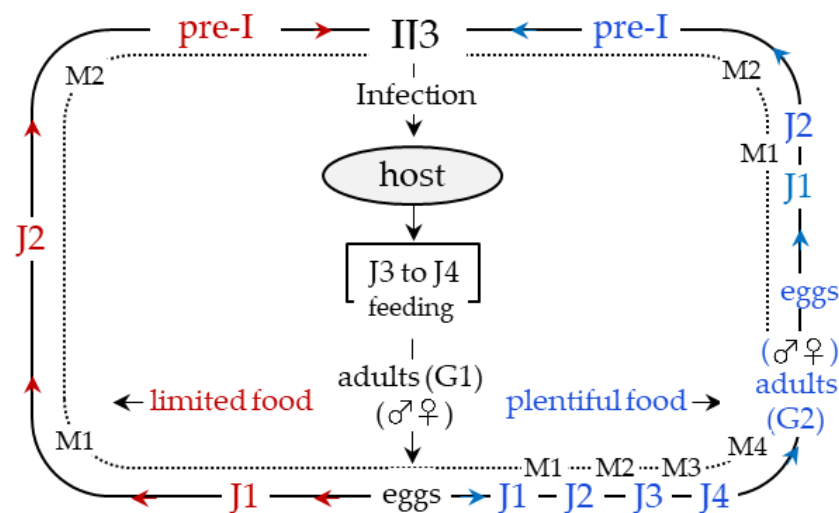 pre-I IJ3 pre-I
M2 M2
Infection
J2
M1
host
J1
J2
J3 to J4
feeding
eggs
(♂♀)
adults (G1)
adults
limited food plentiful food
(♂♀)
(G2)
M1 M4
M1 M2 M3
J1 eggs J1 J2 J3 J4